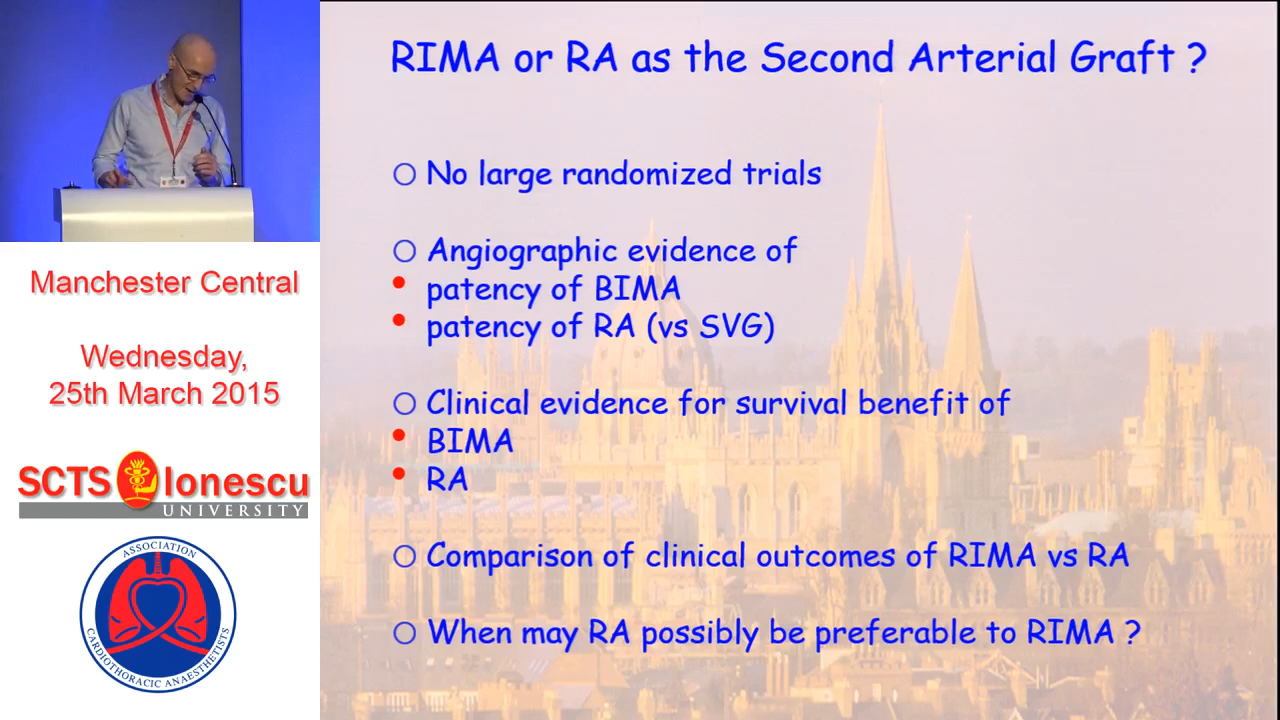 RIMA or RA as the Second Arterial Graft ?
No large randomized trials
Angiographic evidence of
patency of BIMA
patency of RA (vs SVG)
Clinical evidence for survival benefit of
BIMA
RA
Comparison of clinical outcomes of RIMA vs RA
When may RA possibly be preferable to RIMA ?
Manchester Central
Wednesday,
25th March 2015
SCTS Ionescu
UNIVERSITY
ASSOCIATION
CARDIOTHORACIC ANAESTHETISTS